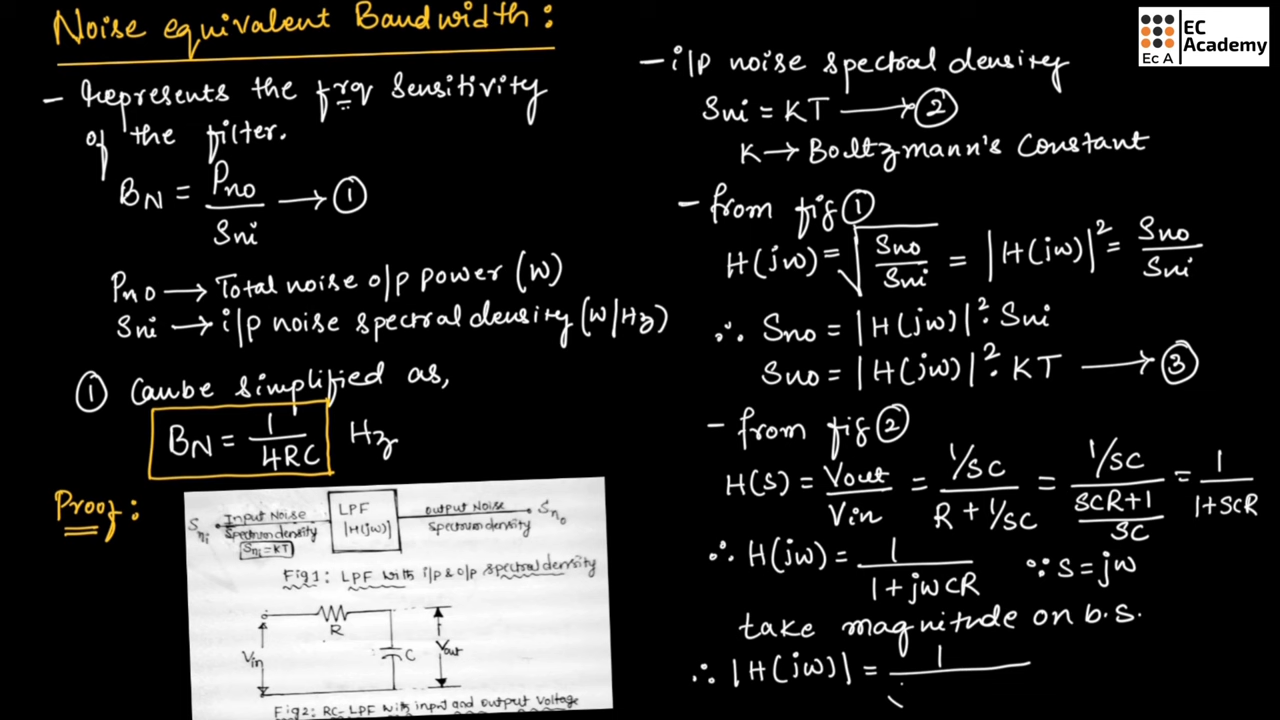 Noise equivalent Bandwidth:
- Represents the frq sensitivity
of the filter.
BN = Pno / Sni → ①
Pno → Total noise o/p power (W)
Sni → i/p noise spectral density (W/Hz)
① Can be simplified as,
BN = 1 / 4RC Hz
Proof:
Sni Input Noise Spectrum density Sni = KT
LPF |H(jω)|
output Noise Spectrum density Sno
Fig1: LPF with i/p & o/p spectral density
R
Vin
C
Vout
Fig2: RC-LPF with input and output Voltage
EC
Academy
Ec A
- i/p noise spectral density
Sni = KT → ②
K → Boltzmann's Constant
- from fig ①
H(jω) = √(Sno / Sni) = |H(jω)|² = Sno / Sni
∴ Sno = |H(jω)|². Sni
Sno = |H(jω)|². KT → ③
- from fig ②
H(s) = Vout / Vin = (1/sC) / (R + 1/sC) = (1/sC) / ((sCR+1) / sC) = 1 / (1+sCR)
∴ H(jω) = 1 / (1+jωCR) ∵ s = jω
take magnitude on b.s.
∴ |H(jω)| = 1